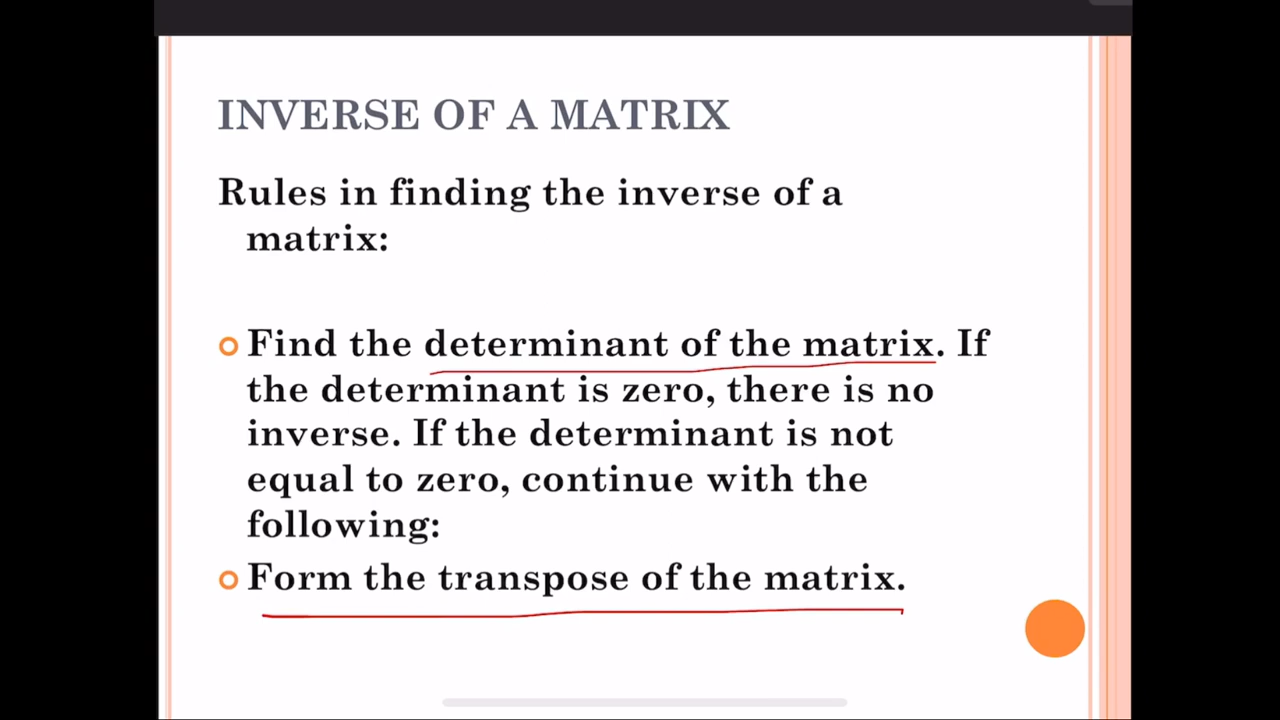 INVERSE OF A MATRIX
Rules in finding the inverse of a
matrix:
Find the determinant of the matrix. If
the determinant is zero, there is no
inverse. If the determinant is not
equal to zero, continue with the
following:
Form the transpose of the matrix.